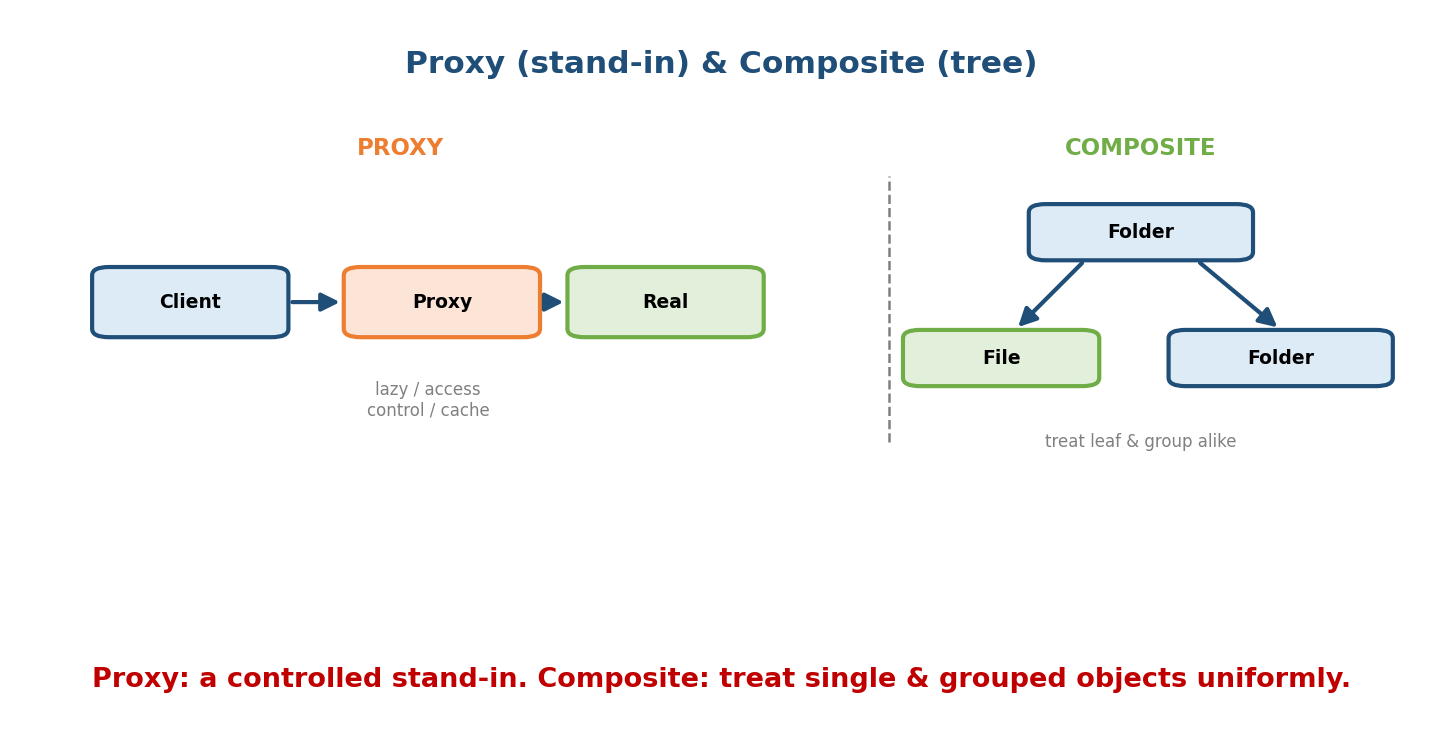 Proxy (stand-in) & Composite (tree)
PROXY
Client
Proxy
Real
lazy / access
control / cache
COMPOSITE
Folder
File
Folder
treat leaf & group alike
Proxy: a controlled stand-in. Composite: treat single & grouped objects uniformly.